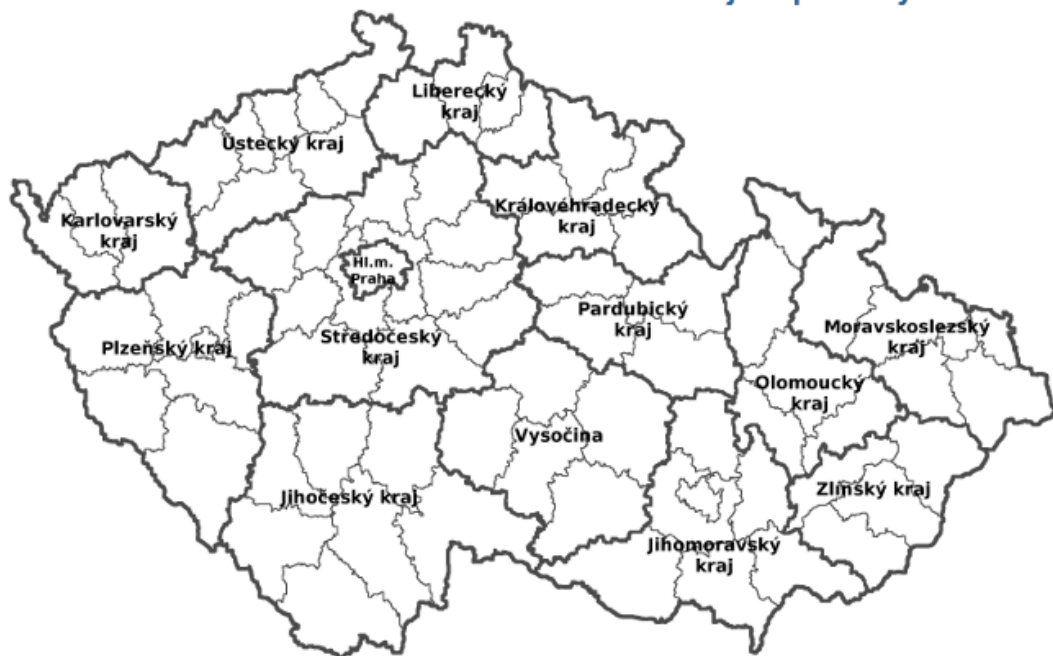 Liberecký
kraj
Ústecký kraj
Karlovarský
kraj
Královéhradecký
kraj
Hl.m.
Praha
Pardubický
kraj
Moravskoslezský
kraj
Plzeňský kraj
Středočeský
kraj
Olomoucký
kraj
Vysočina
Jihočeský kraj
Zlínský kraj
Jihomoravský
kraj